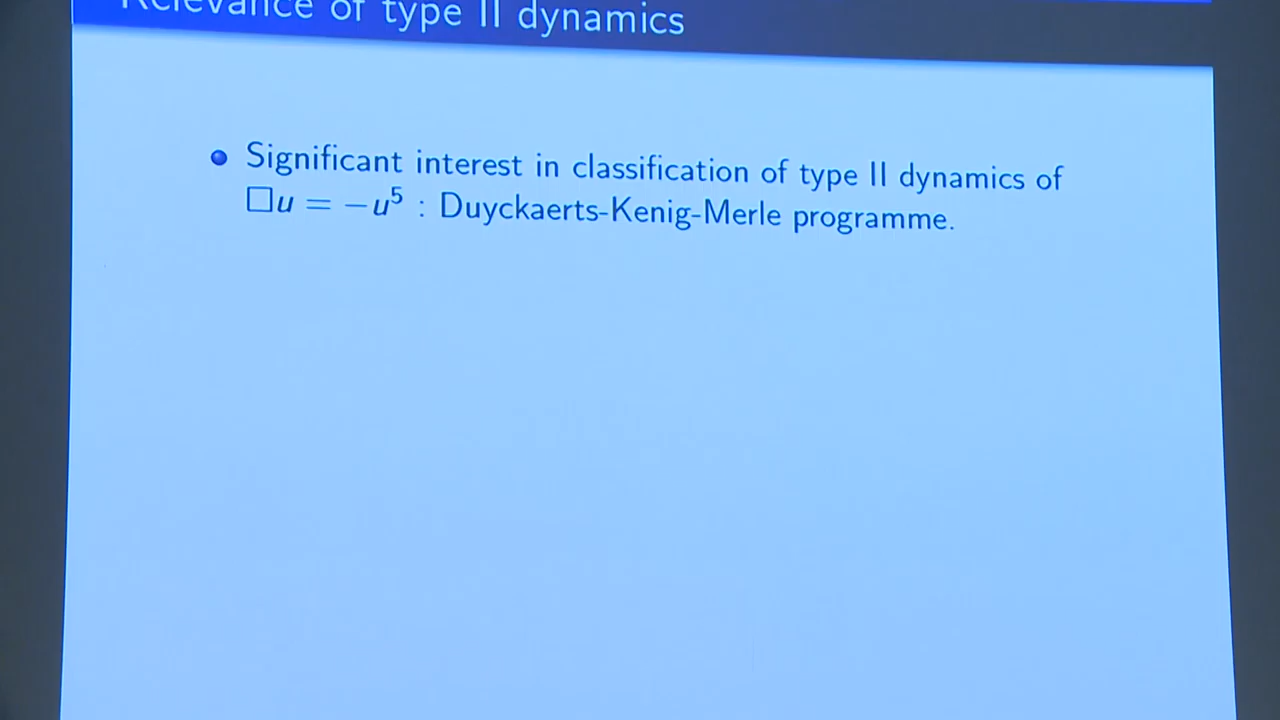 Relevance of type II dynamics
Significant interest in classification of type II dynamics of
□u = −u⁵ : Duyckaerts-Kenig-Merle programme.